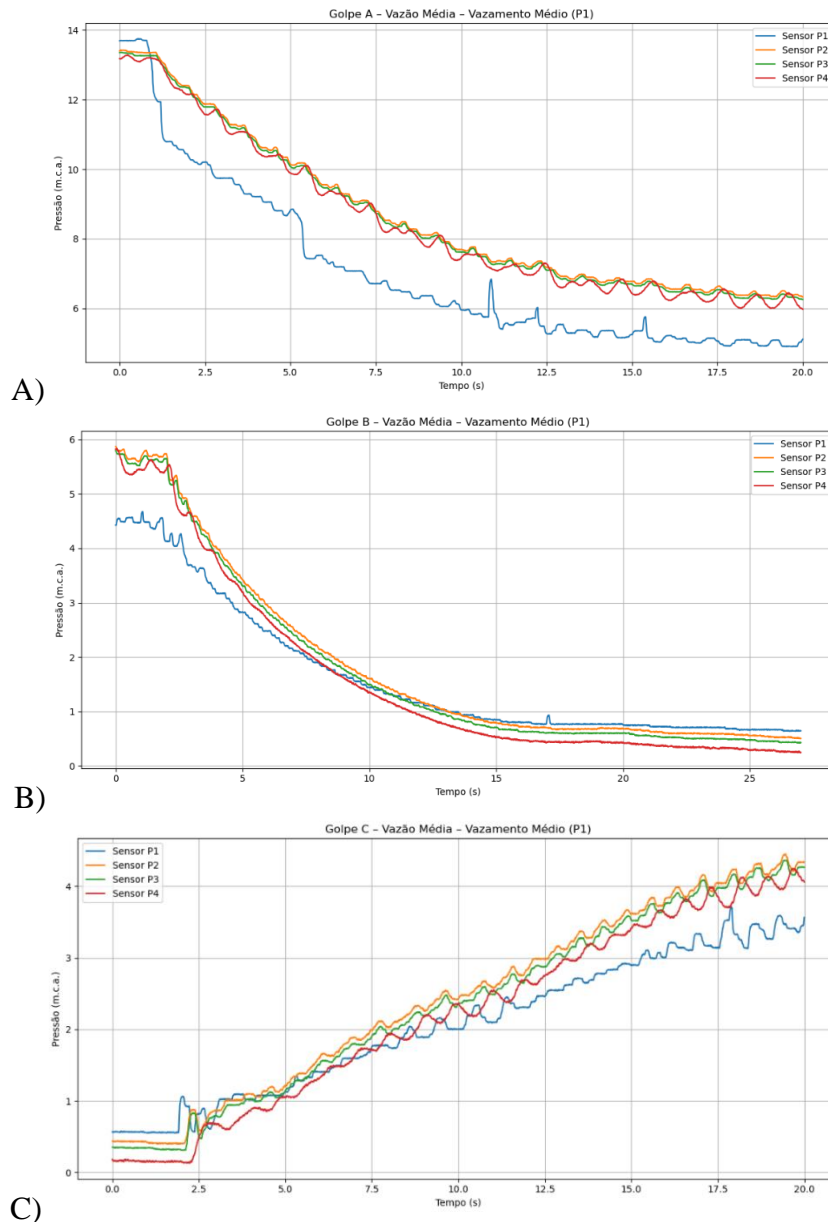 Golpe A – Vazão Média – Vazamento Médio (P1)
14
12
10
8
6
Pressão (m.c.a.)
Sensor P1
Sensor P2
Sensor P3
Sensor P4
0.0 2.5 5.0 7.5 10.0 12.5 15.0 17.5 20.0
Tempo (s)
A)
Golpe B – Vazão Média – Vazamento Médio (P1)
6
5
4
3
2
1
0
Pressão (m.c.a.)
Sensor P1
Sensor P2
Sensor P3
Sensor P4
0 5 10 15 20 25
Tempo (s)
B)
Golpe C – Vazão Média – Vazamento Médio (P1)
4
3
2
1
0
Pressão (m.c.a.)
Sensor P1
Sensor P2
Sensor P3
Sensor P4
0.0 2.5 5.0 7.5 10.0 12.5 15.0 17.5 20.0
Tempo (s)
C)